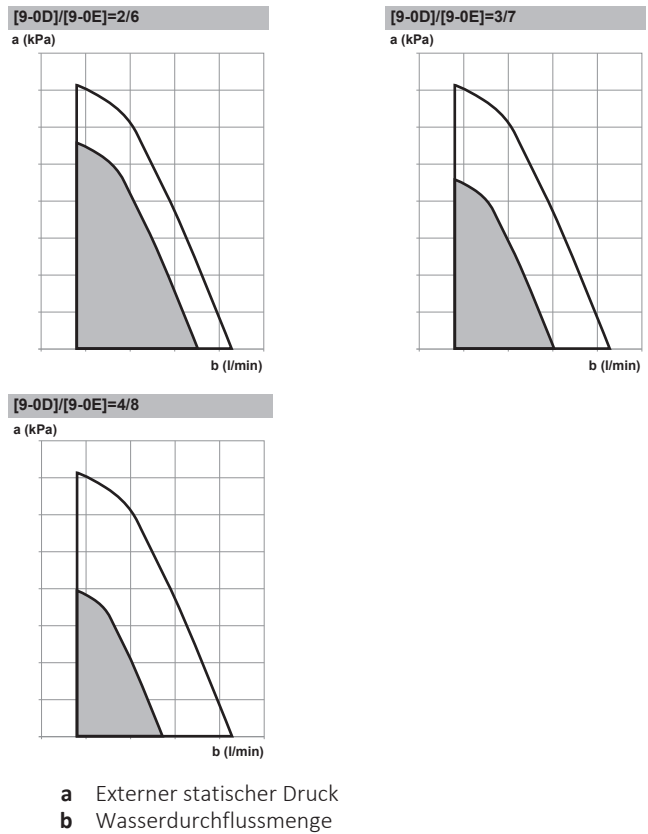 [9-0D]/[9-0E]=2/6
a (kPa)
b (l/min)
[9-0D]/[9-0E]=3/7
a (kPa)
b (l/min)
[9-0D]/[9-0E]=4/8
a (kPa)
b (l/min)
a Externer statischer Druck
b Wasserdurchflussmenge